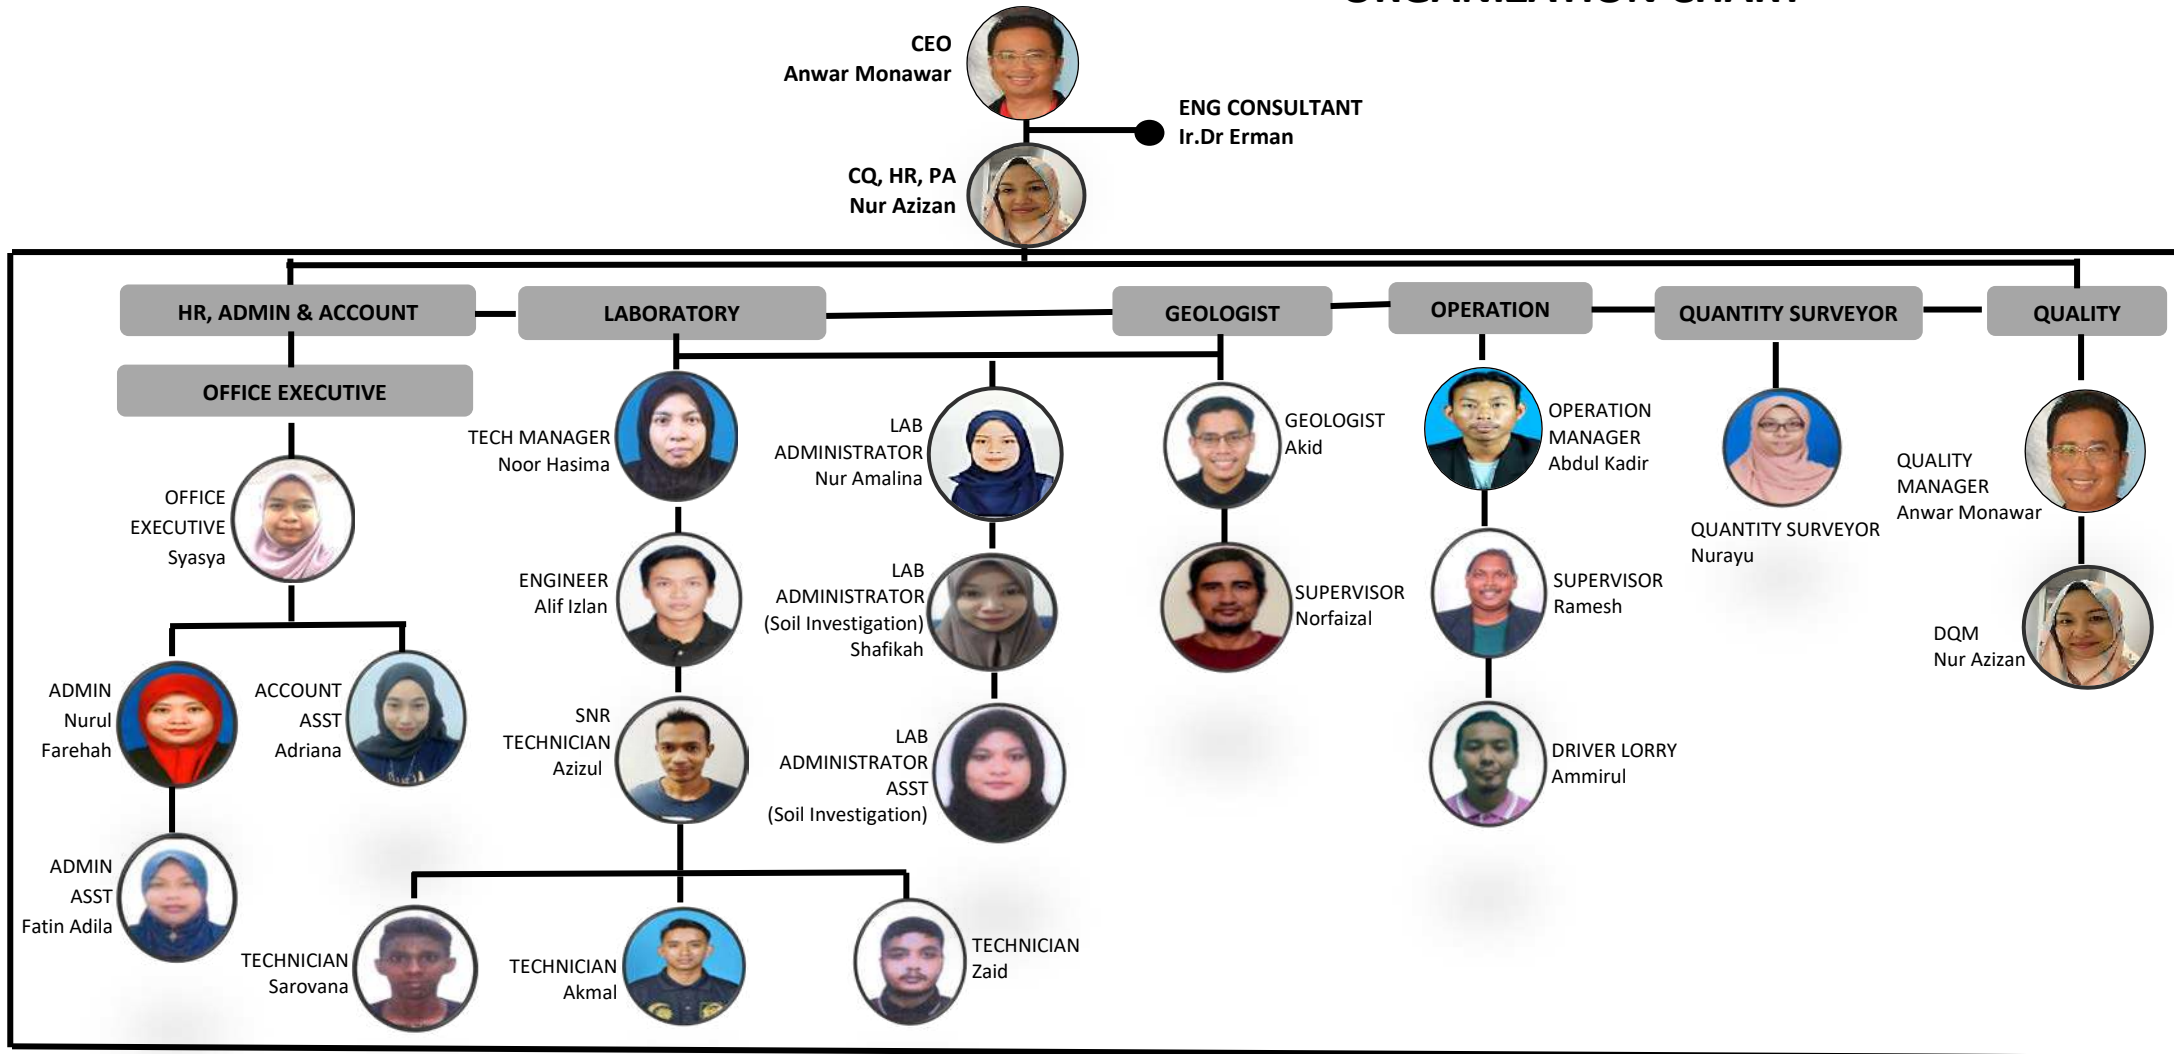 ORGANIZATION CHART
CEO
Anwar Monawar
ENG CONSULTANT
Ir.Dr Erman
CQ, HR, PA
Nur Azizan
HR, ADMIN & ACCOUNT
LABORATORY
GEOLOGIST
OPERATION
QUANTITY SURVEYOR
QUALITY
OFFICE EXECUTIVE
OFFICE
EXECUTIVE
Syasya
ADMIN
Nurul
Farehah
ACCOUNT
ASST
Adriana
ADMIN
ASST
Fatin Adila
TECH MANAGER
Noor Hasima
ENGINEER
Alif Izlan
SNR
TECHNICIAN
Azizul
TECHNICIAN
Sarovana
TECHNICIAN
Akmal
TECHNICIAN
Zaid
LAB
ADMINISTRATOR
Nur Amalina
LAB
ADMINISTRATOR
(Soil Investigation)
Shafikah
LAB
ADMINISTRATOR
ASST
(Soil Investigation)
GEOLOGIST
Akid
SUPERVISOR
Norfaizal
OPERATION
MANAGER
Abdul Kadir
SUPERVISOR
Ramesh
DRIVER LORRY
Ammirul
QUANTITY SURVEYOR
Nurayu
QUALITY
MANAGER
Anwar Monawar
DQM
Nur Azizan